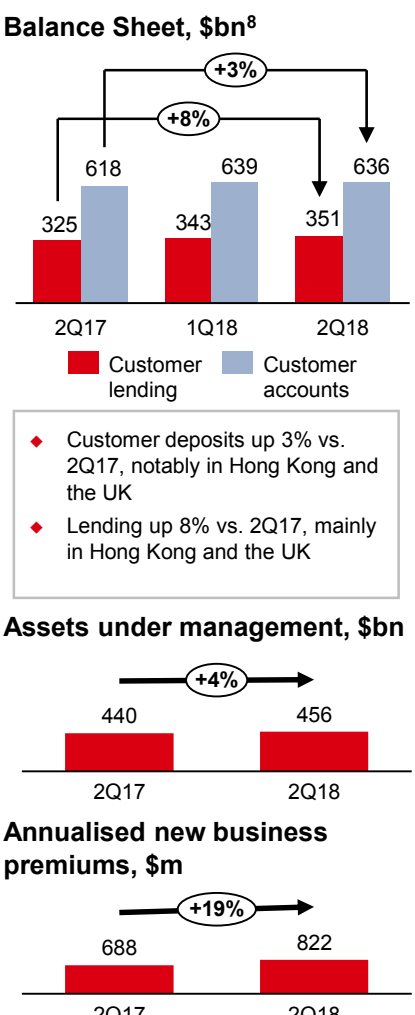 Balance Sheet, $bn8
+3%
+8%
618 639 636
325 343 351
2Q17 1Q18 2Q18
Customer lending
Customer accounts
Customer deposits up 3% vs.
2Q17, notably in Hong Kong and
the UK
Lending up 8% vs. 2Q17, mainly
in Hong Kong and the UK
Assets under management, $bn
+4%
440 456
2Q17 2Q18
Annualised new business
premiums, $m
+19%
688 822
2Q17 2Q18